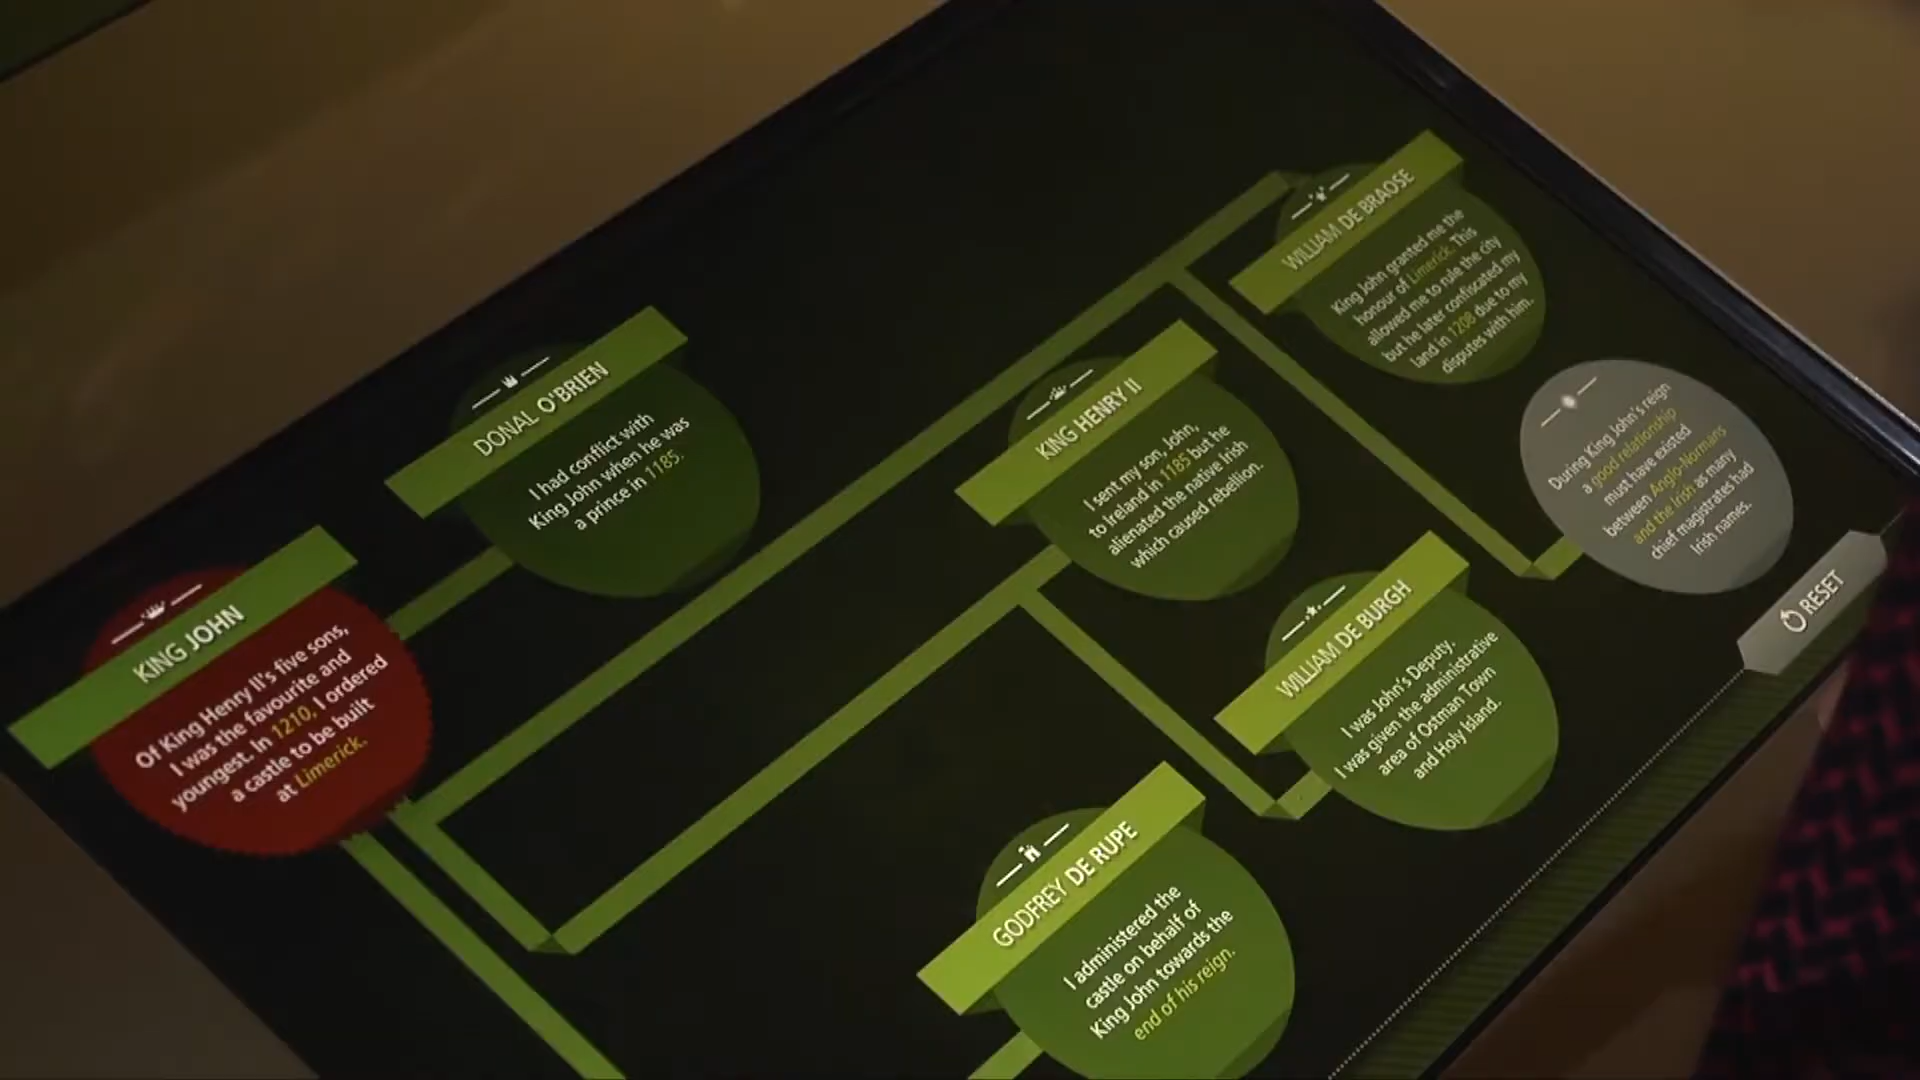 WILLIAM DE BRAOSE
King John granted me the
honour of Limerick. This
allowed me to rule the city
but he later confiscated my
land in 1208 due to my
disputes with him.
DONAL O'BRIEN
I had conflict with
King John when he was
a prince in 1185.
KING HENRY II
I sent my son, John,
to Ireland in 1185 but he
alienated the native Irish
which caused rebellion.
During King John's reign
a good relationship
must have existed
between Anglo-Normans
and the Irish as many
chief magistrates had
Irish names.
KING JOHN
Of King Henry II's five sons,
I was the favourite and
youngest. In 1210, I ordered
a castle to be built
at Limerick.
WILLIAM DE BURGH
I was John's Deputy.
I was given the administrative
area of Ostman Town
and Holy Island.
RESET
GODFREY DE RUPE
I administered the
castle on behalf of
King John towards the
end of his reign.